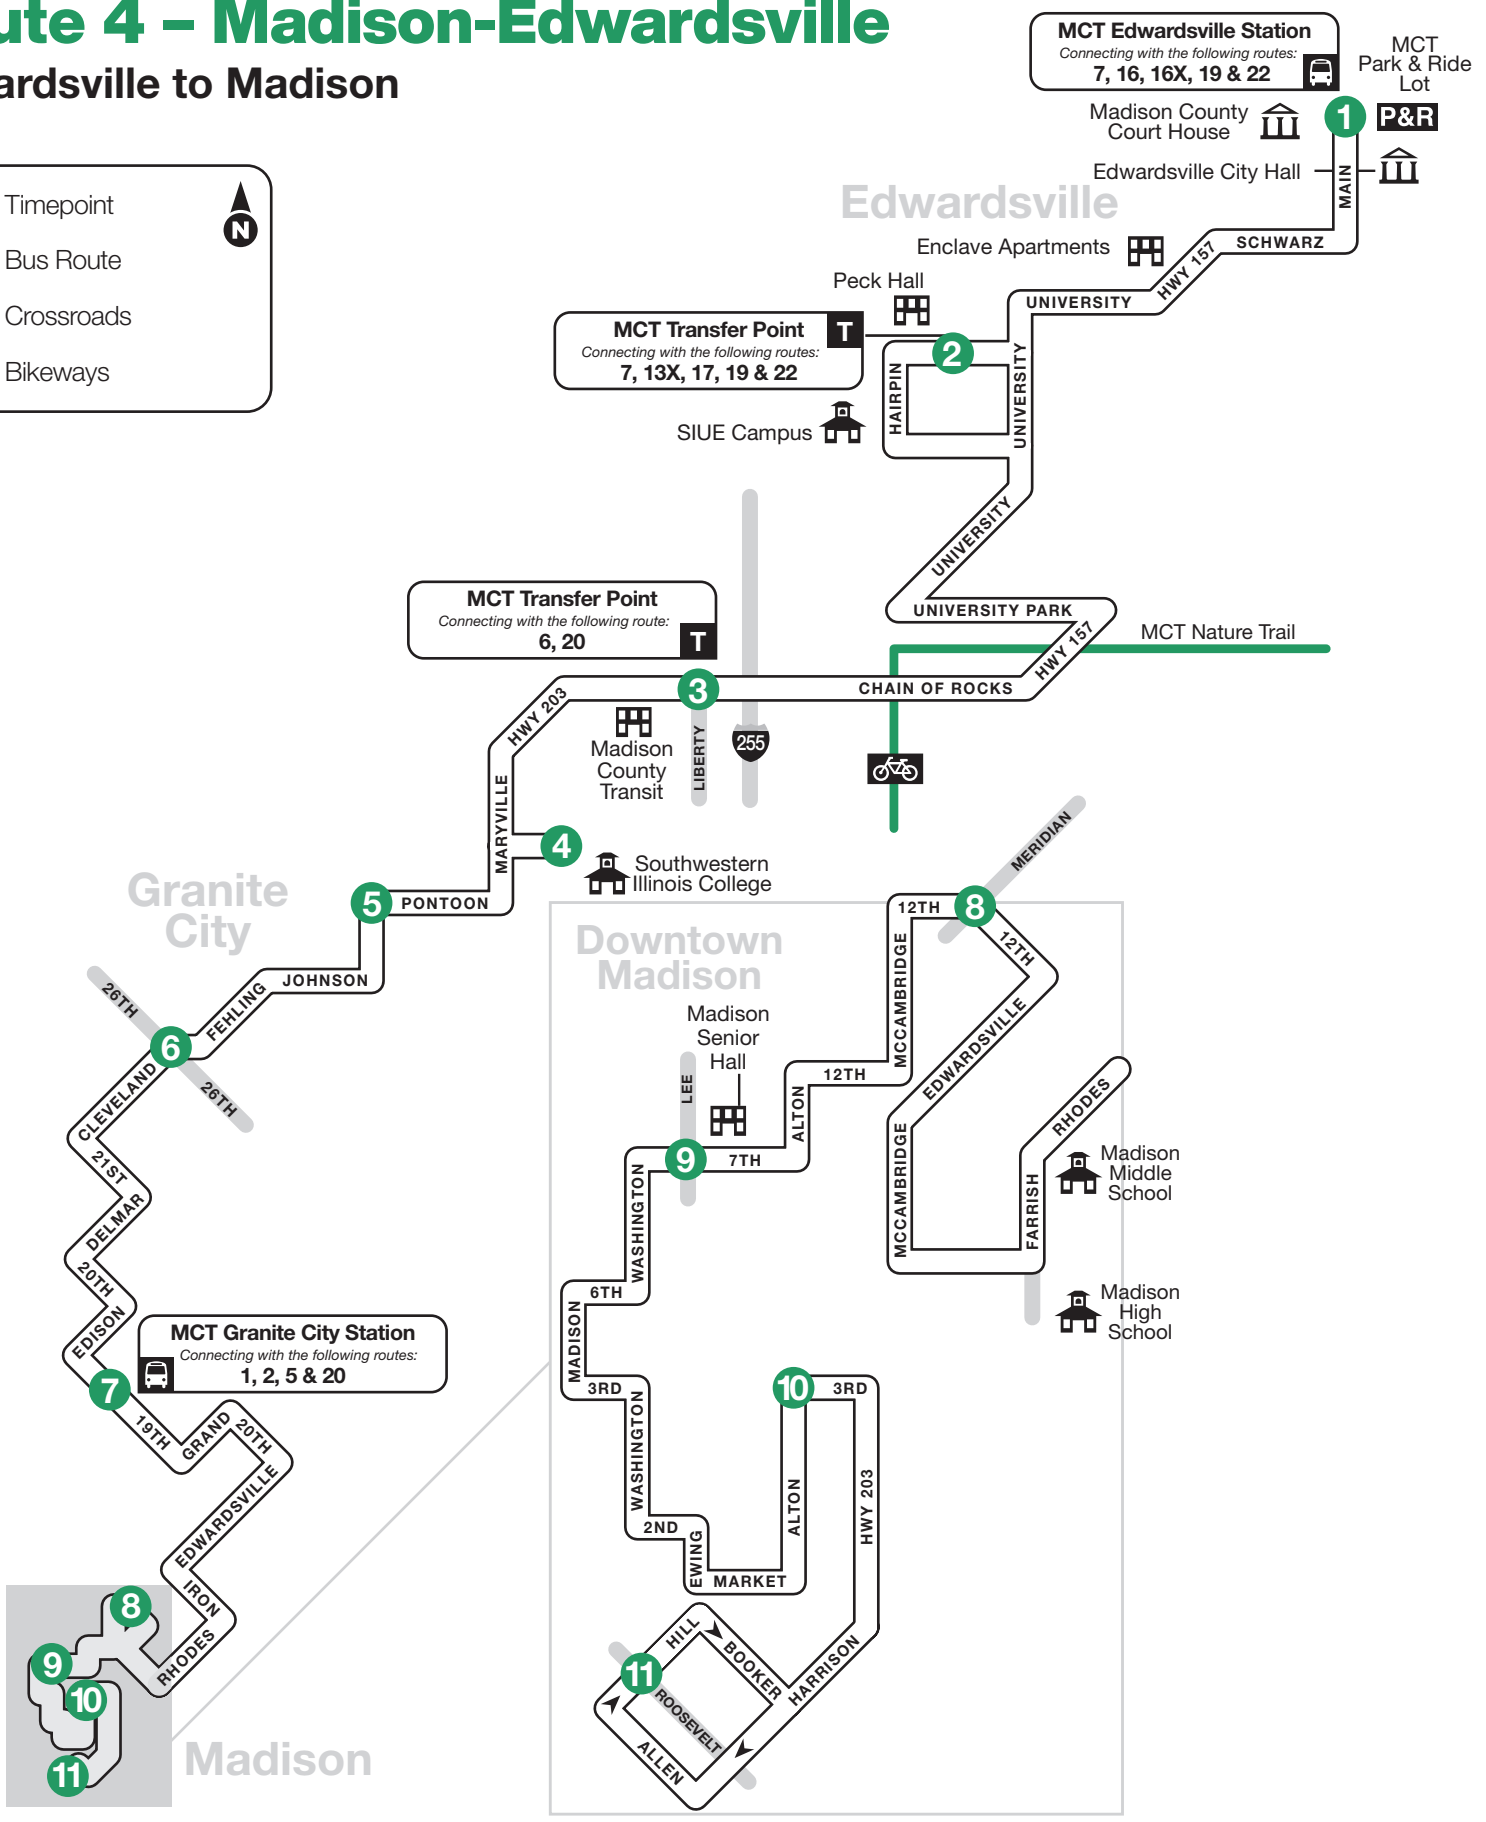 ute 4 – Madison-Edwardsville
ardsville to Madison
Timepoint
Bus Route
Crossroads
Bikeways
N
MCT Edwardsville Station
Connecting with the following routes:
7, 16, 16X, 19 & 22
MCT
Park & Ride
Lot
Madison County
Court House
1
P&R
Edwardsville City Hall
MAIN
Edwardsville
SCHWARZ
Enclave Apartments
HWY 157
Peck Hall
UNIVERSITY
MCT Transfer Point
T
Connecting with the following routes:
7, 13X, 17, 19 & 22
2
HAIRPIN
UNIVERSITY
SIUE Campus
UNIVERSITY
UNIVERSITY PARK
HWY 157
MCT Nature Trail
MCT Transfer Point
Connecting with the following route:
6, 20
T
3
CHAIN OF ROCKS
HWY 203
Madison
County
Transit
LIBERTY
255
MARYVILLE
4
Southwestern
Illinois College
Granite
City
5
PONTOON
JOHNSON
FEHLING
26TH
6
26TH
CLEVELAND
21ST
DELMAR
20TH
EDISON
MCT Granite City Station
Connecting with the following routes:
1, 2, 5 & 20
7
19TH
GRAND
20TH
EDWARDSVILLE
IRON
RHODES
8
9
10
11
Madison
Downtown
Madison
MERIDIAN
12TH
8
12TH
MCCAMBRIDGE
EDWARDSVILLE
Madison
Senior
Hall
LEE
12TH
ALTON
9
7TH
RHODES
MCCAMBRIDGE
FARRISH
Madison
Middle
School
Madison
High
School
WASHINGTON
6TH
MADISON
3RD
WASHINGTON
10
3RD
2ND
EWING
MARKET
ALTON
HWY 203
HILL
BOOKER
HARRISON
11
ROOSEVELT
ALLEN